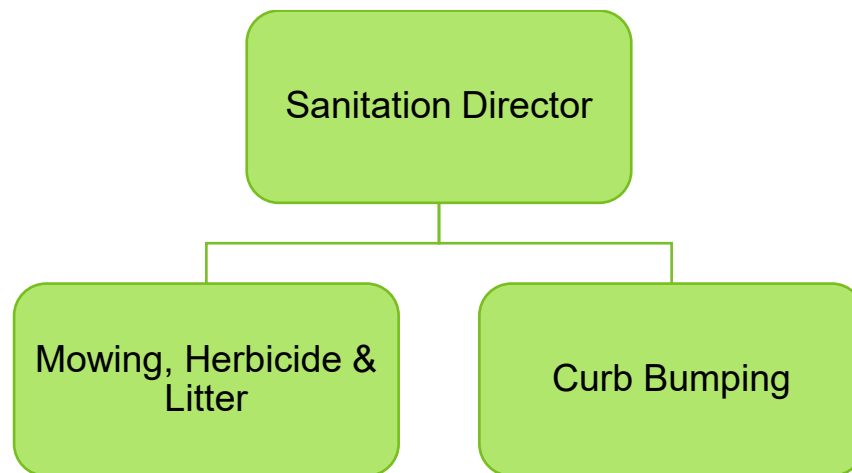 Sanitation Director
Mowing, Herbicide &
Litter
Curb Bumping